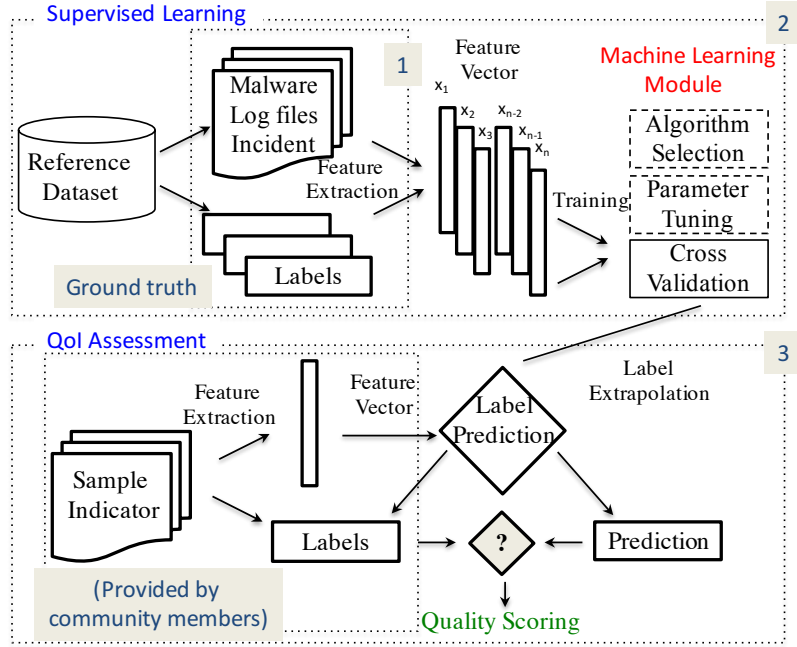 Supervised Learning
1
2
Malware
Log files
Incident
Reference
Dataset
Feature
Extraction
Labels
Ground truth
Feature
Vector
x1
x2
x3
xn-2
xn-1
xn
Training
Machine Learning
Module
Algorithm
Selection
Parameter
Tuning
Cross
Validation
QoI Assessment
3
Feature
Extraction
Feature
Vector
Label
Prediction
Label
Extrapolation
Sample
Indicator
Labels
?
Prediction
(Provided by
community members)
Quality Scoring